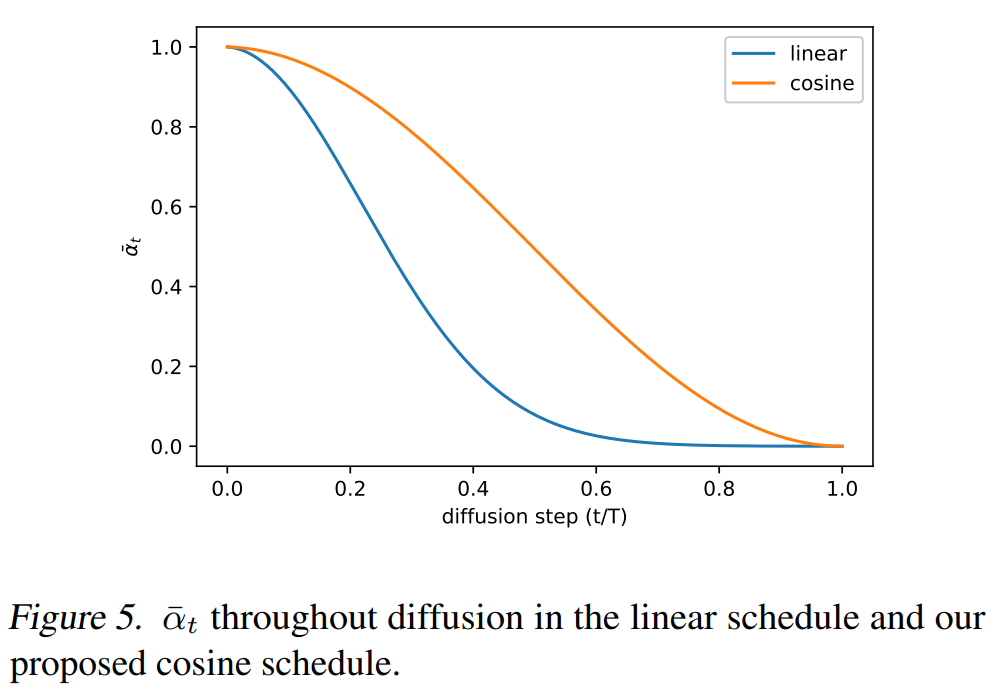 1.0
0.8
0.6
0.4
0.2
0.0
ᾱₜ
linear
cosine
0.0 0.2 0.4 0.6 0.8 1.0
diffusion step (t/T)
Figure 5. ᾱₜ throughout diffusion in the linear schedule and our
proposed cosine schedule.